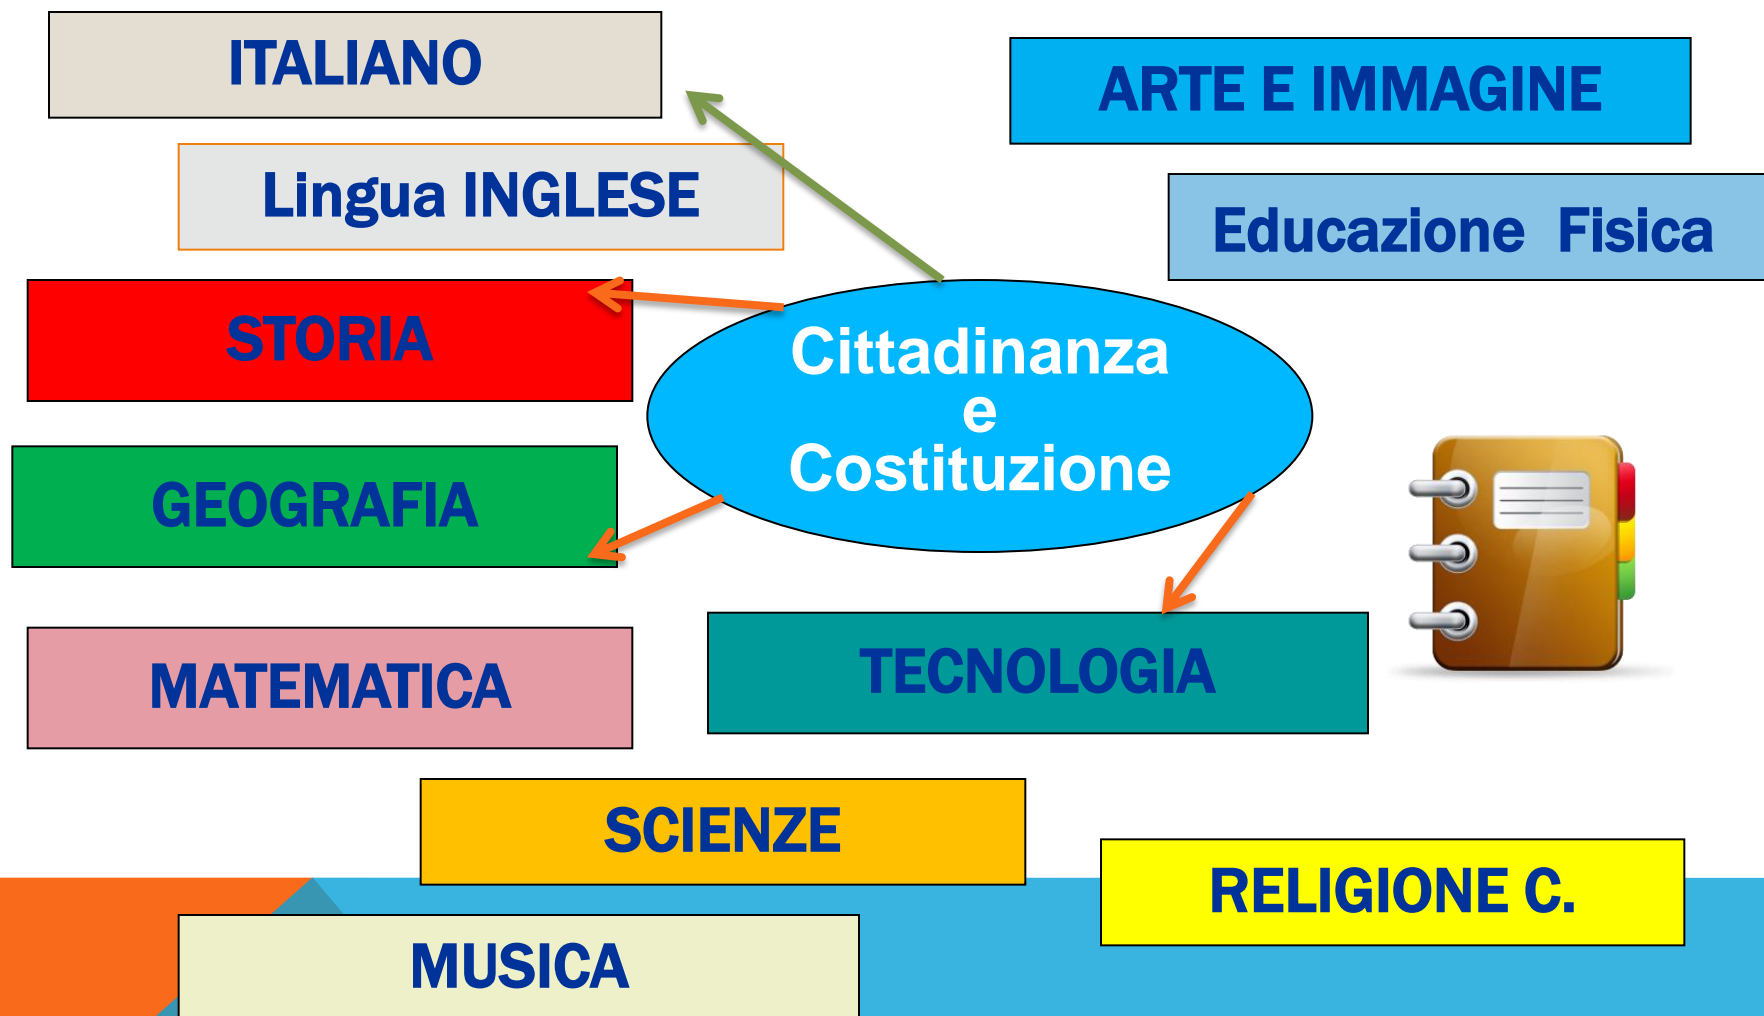 ITALIANO
ARTE E IMMAGINE
Lingua INGLESE
Educazione Fisica
STORIA
Cittadinanza
e
Costituzione
GEOGRAFIA
MATEMATICA
TECNOLOGIA
SCIENZE
RELIGIONE C.
MUSICA